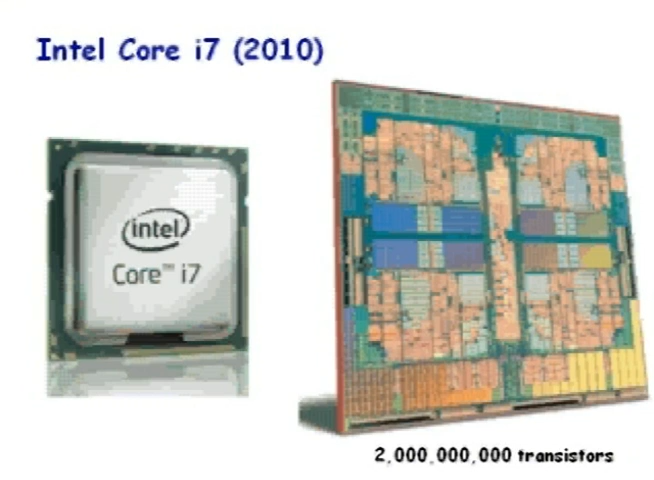 Intel Core i7 (2010)
intel
Core™ i7
2,000,000,000 transistors